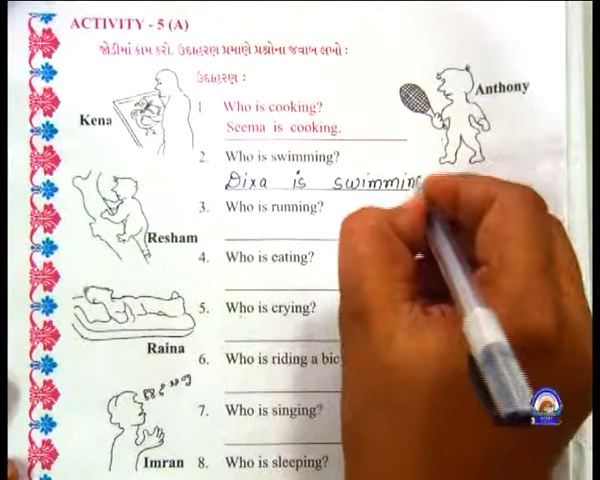 ACTIVITY - 5 (A)
જોડીમાં કામ કરો. ઉદાહરણ પ્રમાણે પ્રશ્નોના જવાબ લખો :
ઉદાહરણ :
Kena
Anthony
1. Who is cooking?
Seema is cooking.
2. Who is swimming?
Dixa is swimming
3. Who is running?
Resham
4. Who is eating?
5. Who is crying?
Raina
6. Who is riding a
7. Who is singing?
Imran
8. Who is sleeping?